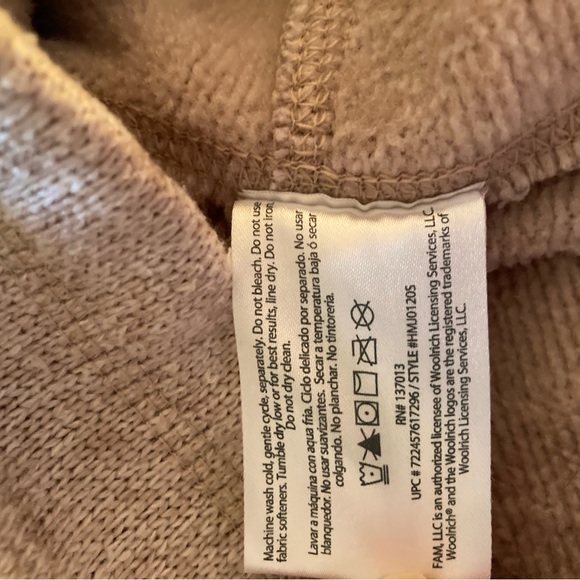 Machine wash cold, gentle cycle, separately. Do not bleach. Do not use
fabric softeners. Tumble dry low or for best results, line dry. Do not iron.
Do not dry clean.
Lavar a máquina con aqua fria. Ciclo delicado por separado. No usar
blanquedor. No usar suavizantes. Secar a temperatura baja ó secar
colgando. No planchar. No tintorería.
RN# 137013
UPC # 722457617296 / STYLE #HMJ0120S
FAM, LLC is an authorized licensee of Woolrich Licensing Services, LLC.
Woolrich® and the Woolrich logos are the registered trademarks of
Woolrich Licensing Services, LLC.